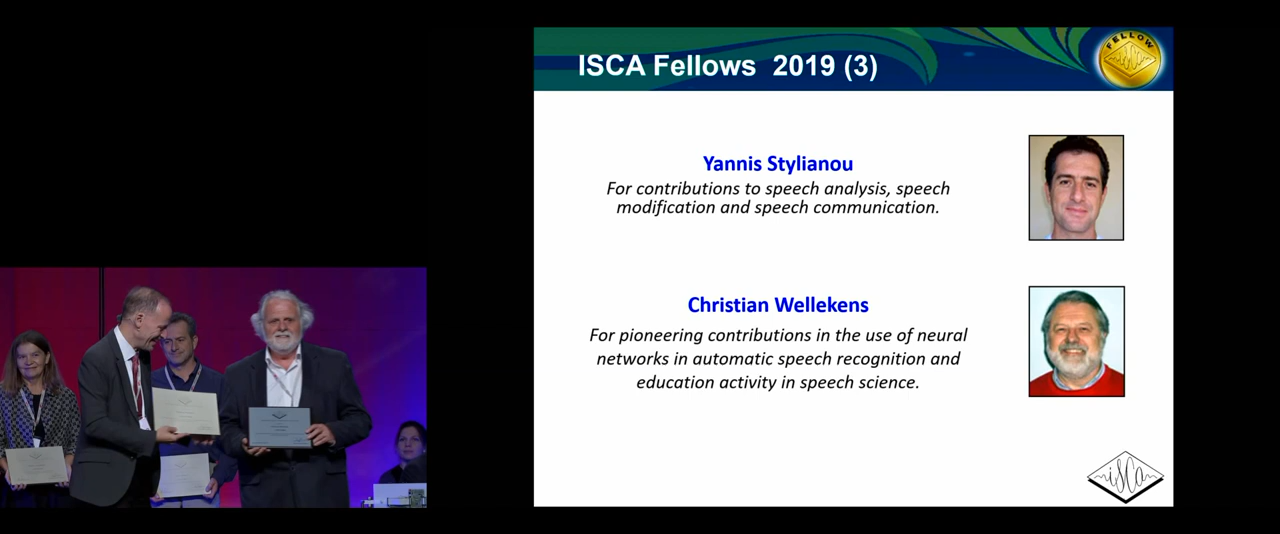 ISCA Fellows 2019 (3)
FELLOW
Yannis Stylianou
For contributions to speech analysis, speech
modification and speech communication.
Christian Wellekens
For pioneering contributions in the use of neural
networks in automatic speech recognition and
education activity in speech science.
isca